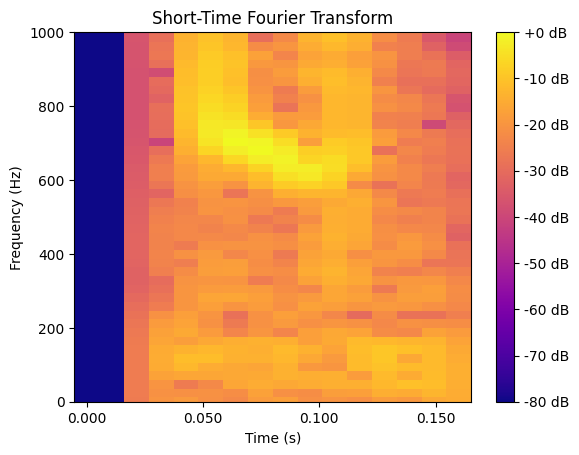 Short-Time Fourier Transform
1000
800
600
400
200
0
Frequency (Hz)
0.000
0.050
0.100
0.150
Time (s)
+0 dB
-10 dB
-20 dB
-30 dB
-40 dB
-50 dB
-60 dB
-70 dB
-80 dB